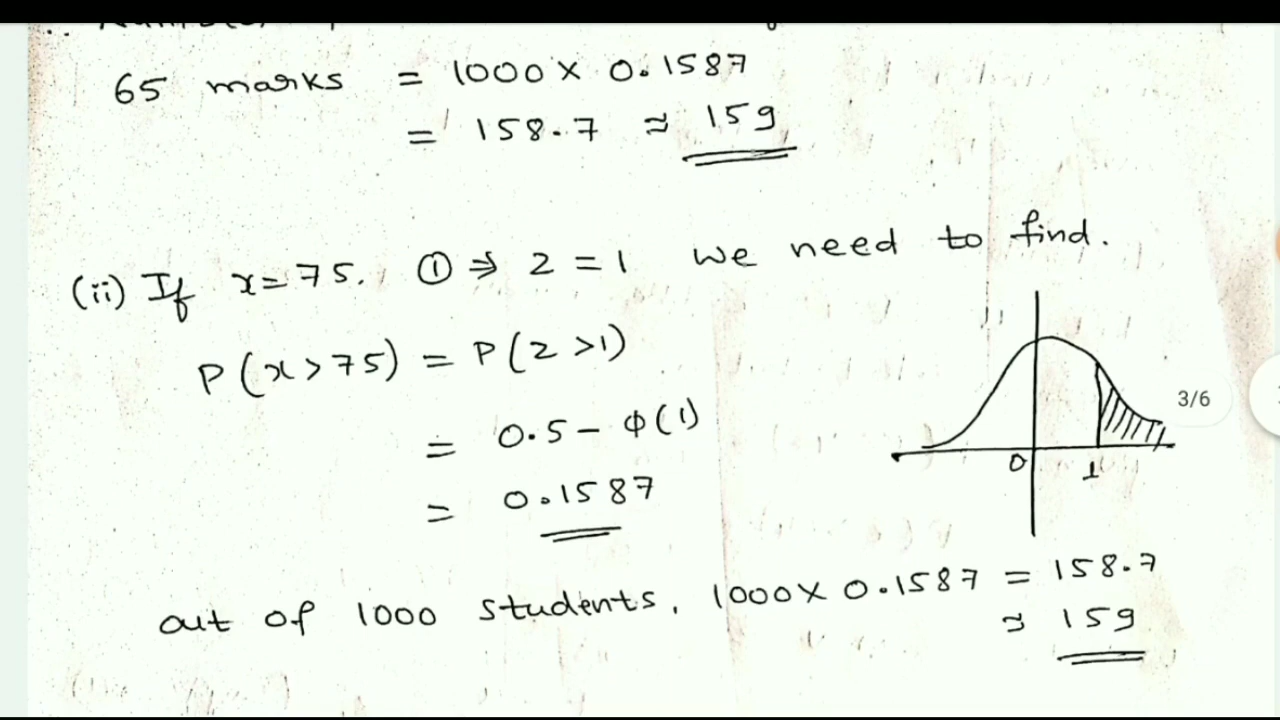 65 marks = 1000 × 0.1587
= 158.7 ≈ 159
(ii) If x = 75. ① ⇒ z = 1 we need to find.
P(x > 75) = P(z > 1)
= 0.5 - φ(1)
= 0.1587
0 1
3/6
out of 1000 students, 1000 × 0.1587 = 158.7
≈ 159